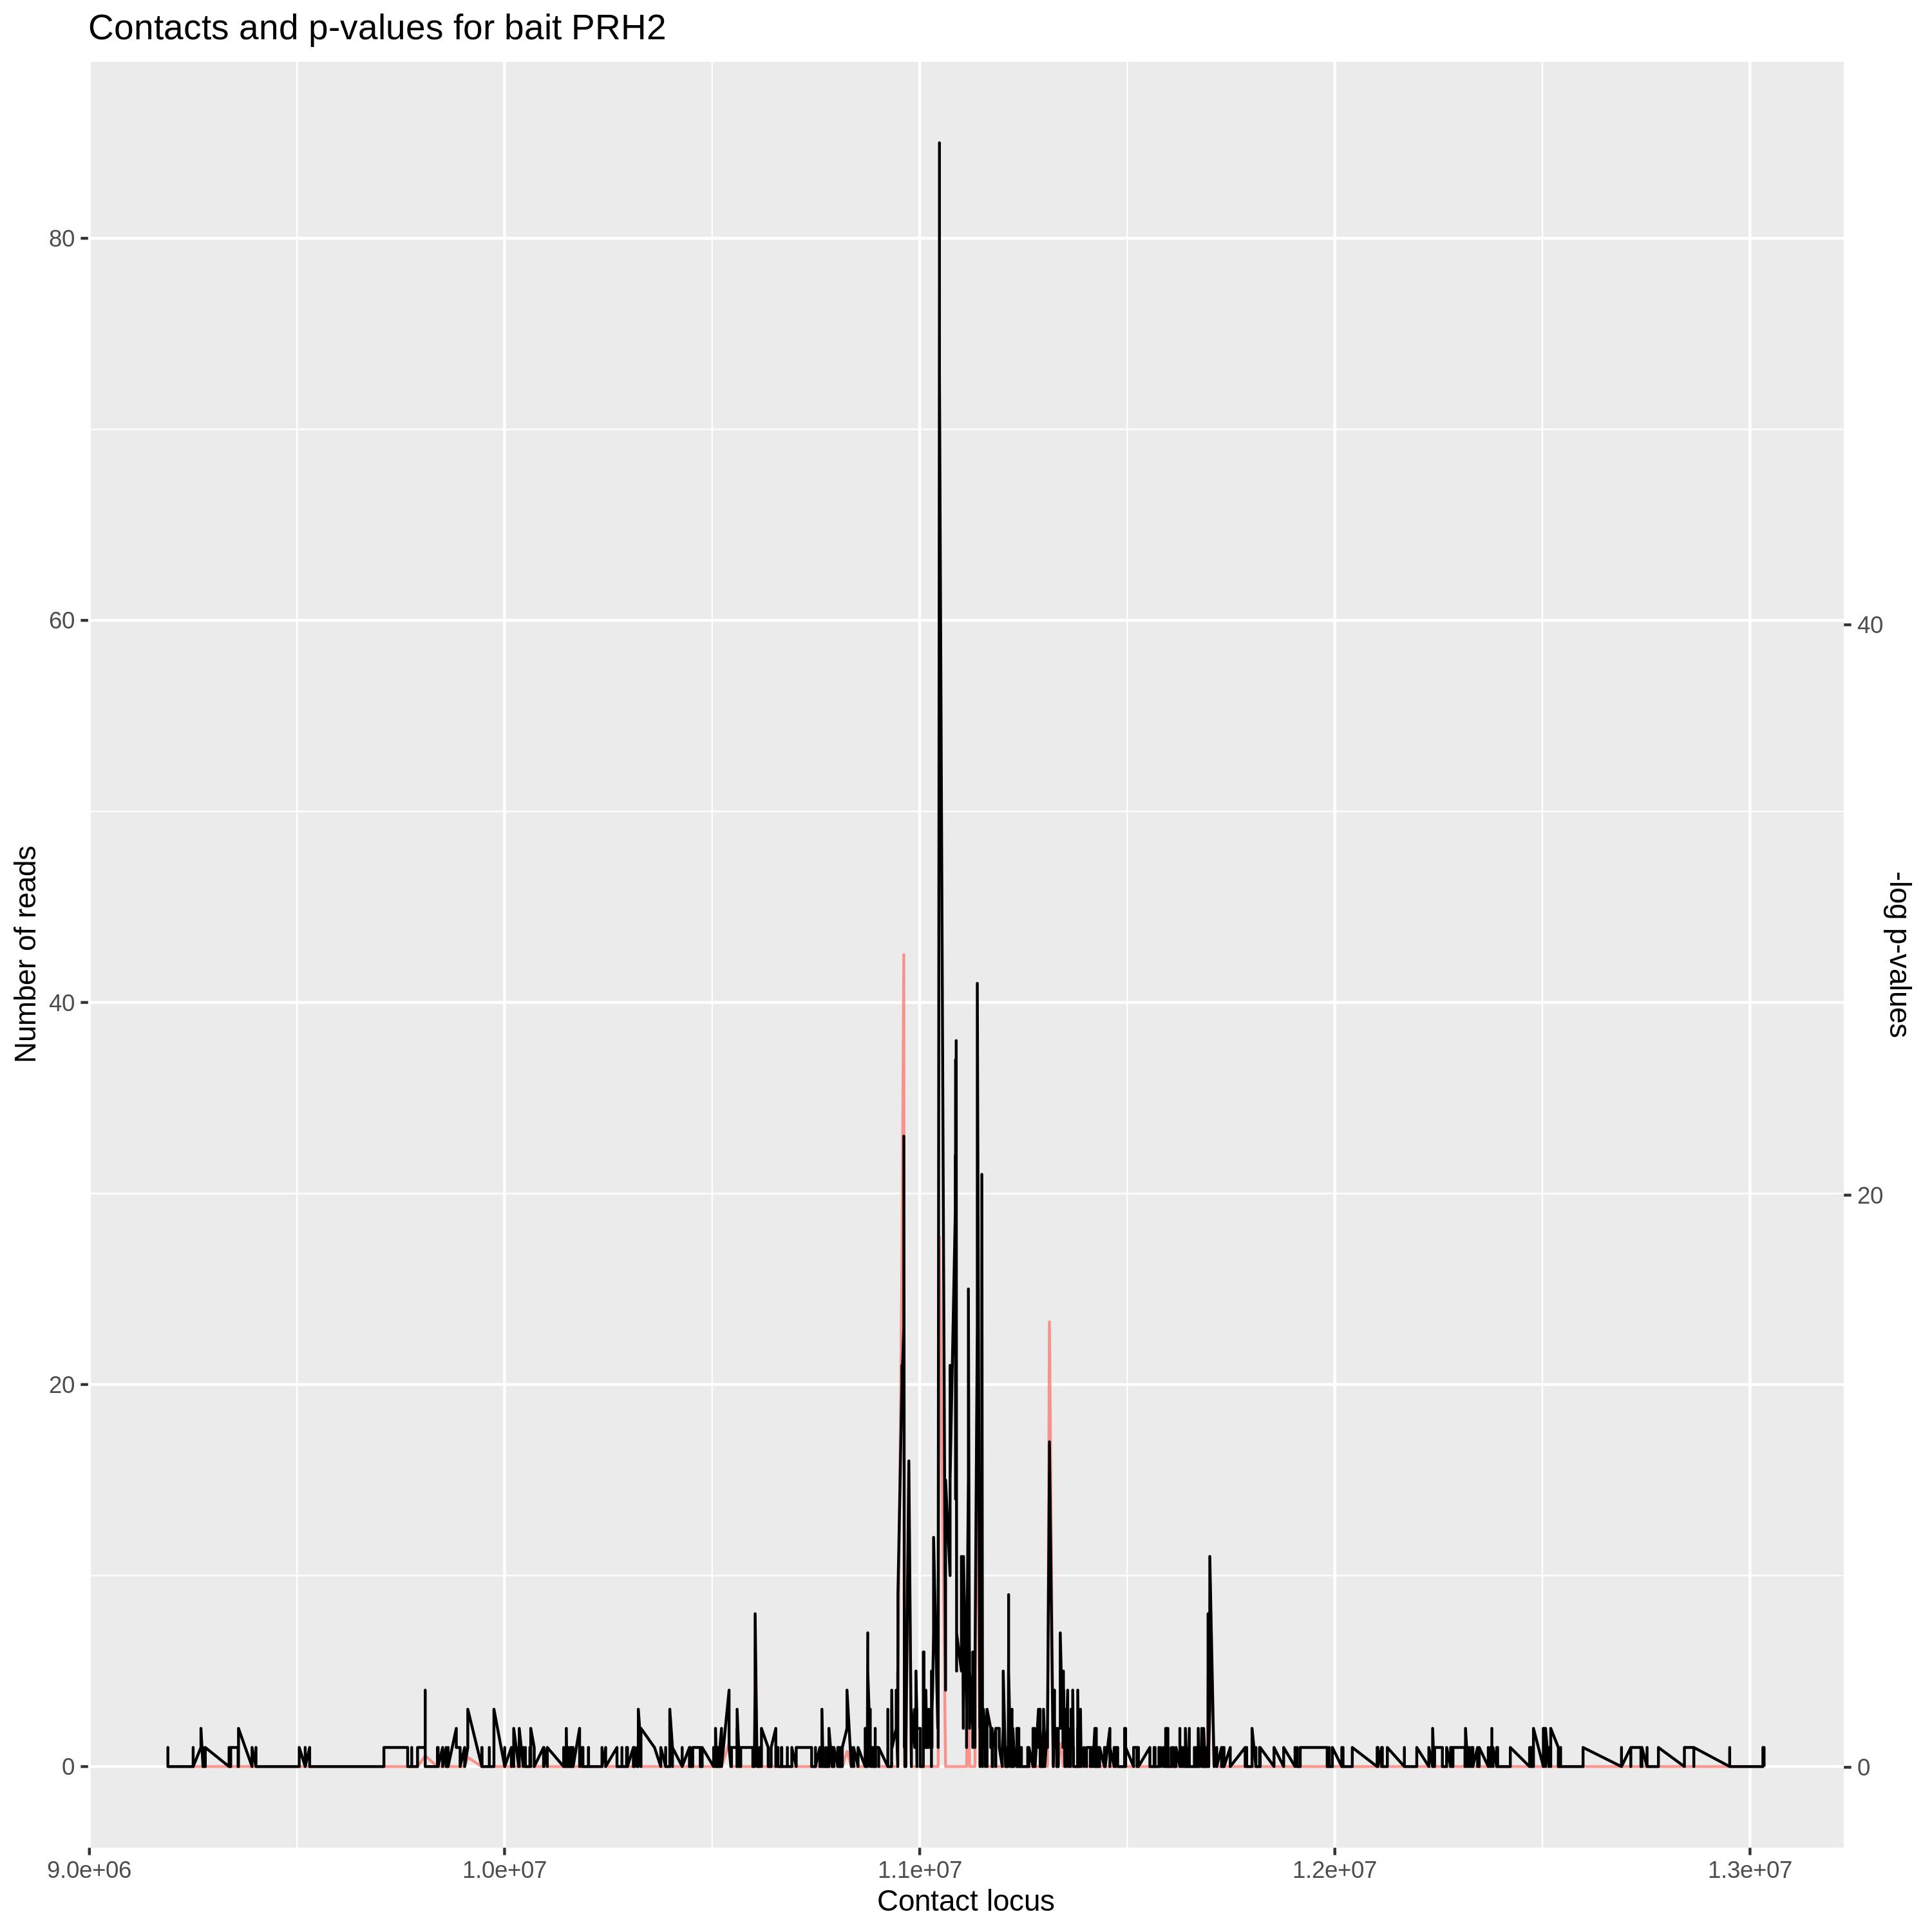 Contacts and p-values for bait PRH2
80
60
40
20
0
Number of reads
40
20
0
-log p-values
9.0e+06 1.0e+07 1.1e+07 1.2e+07 1.3e+07
Contact locus